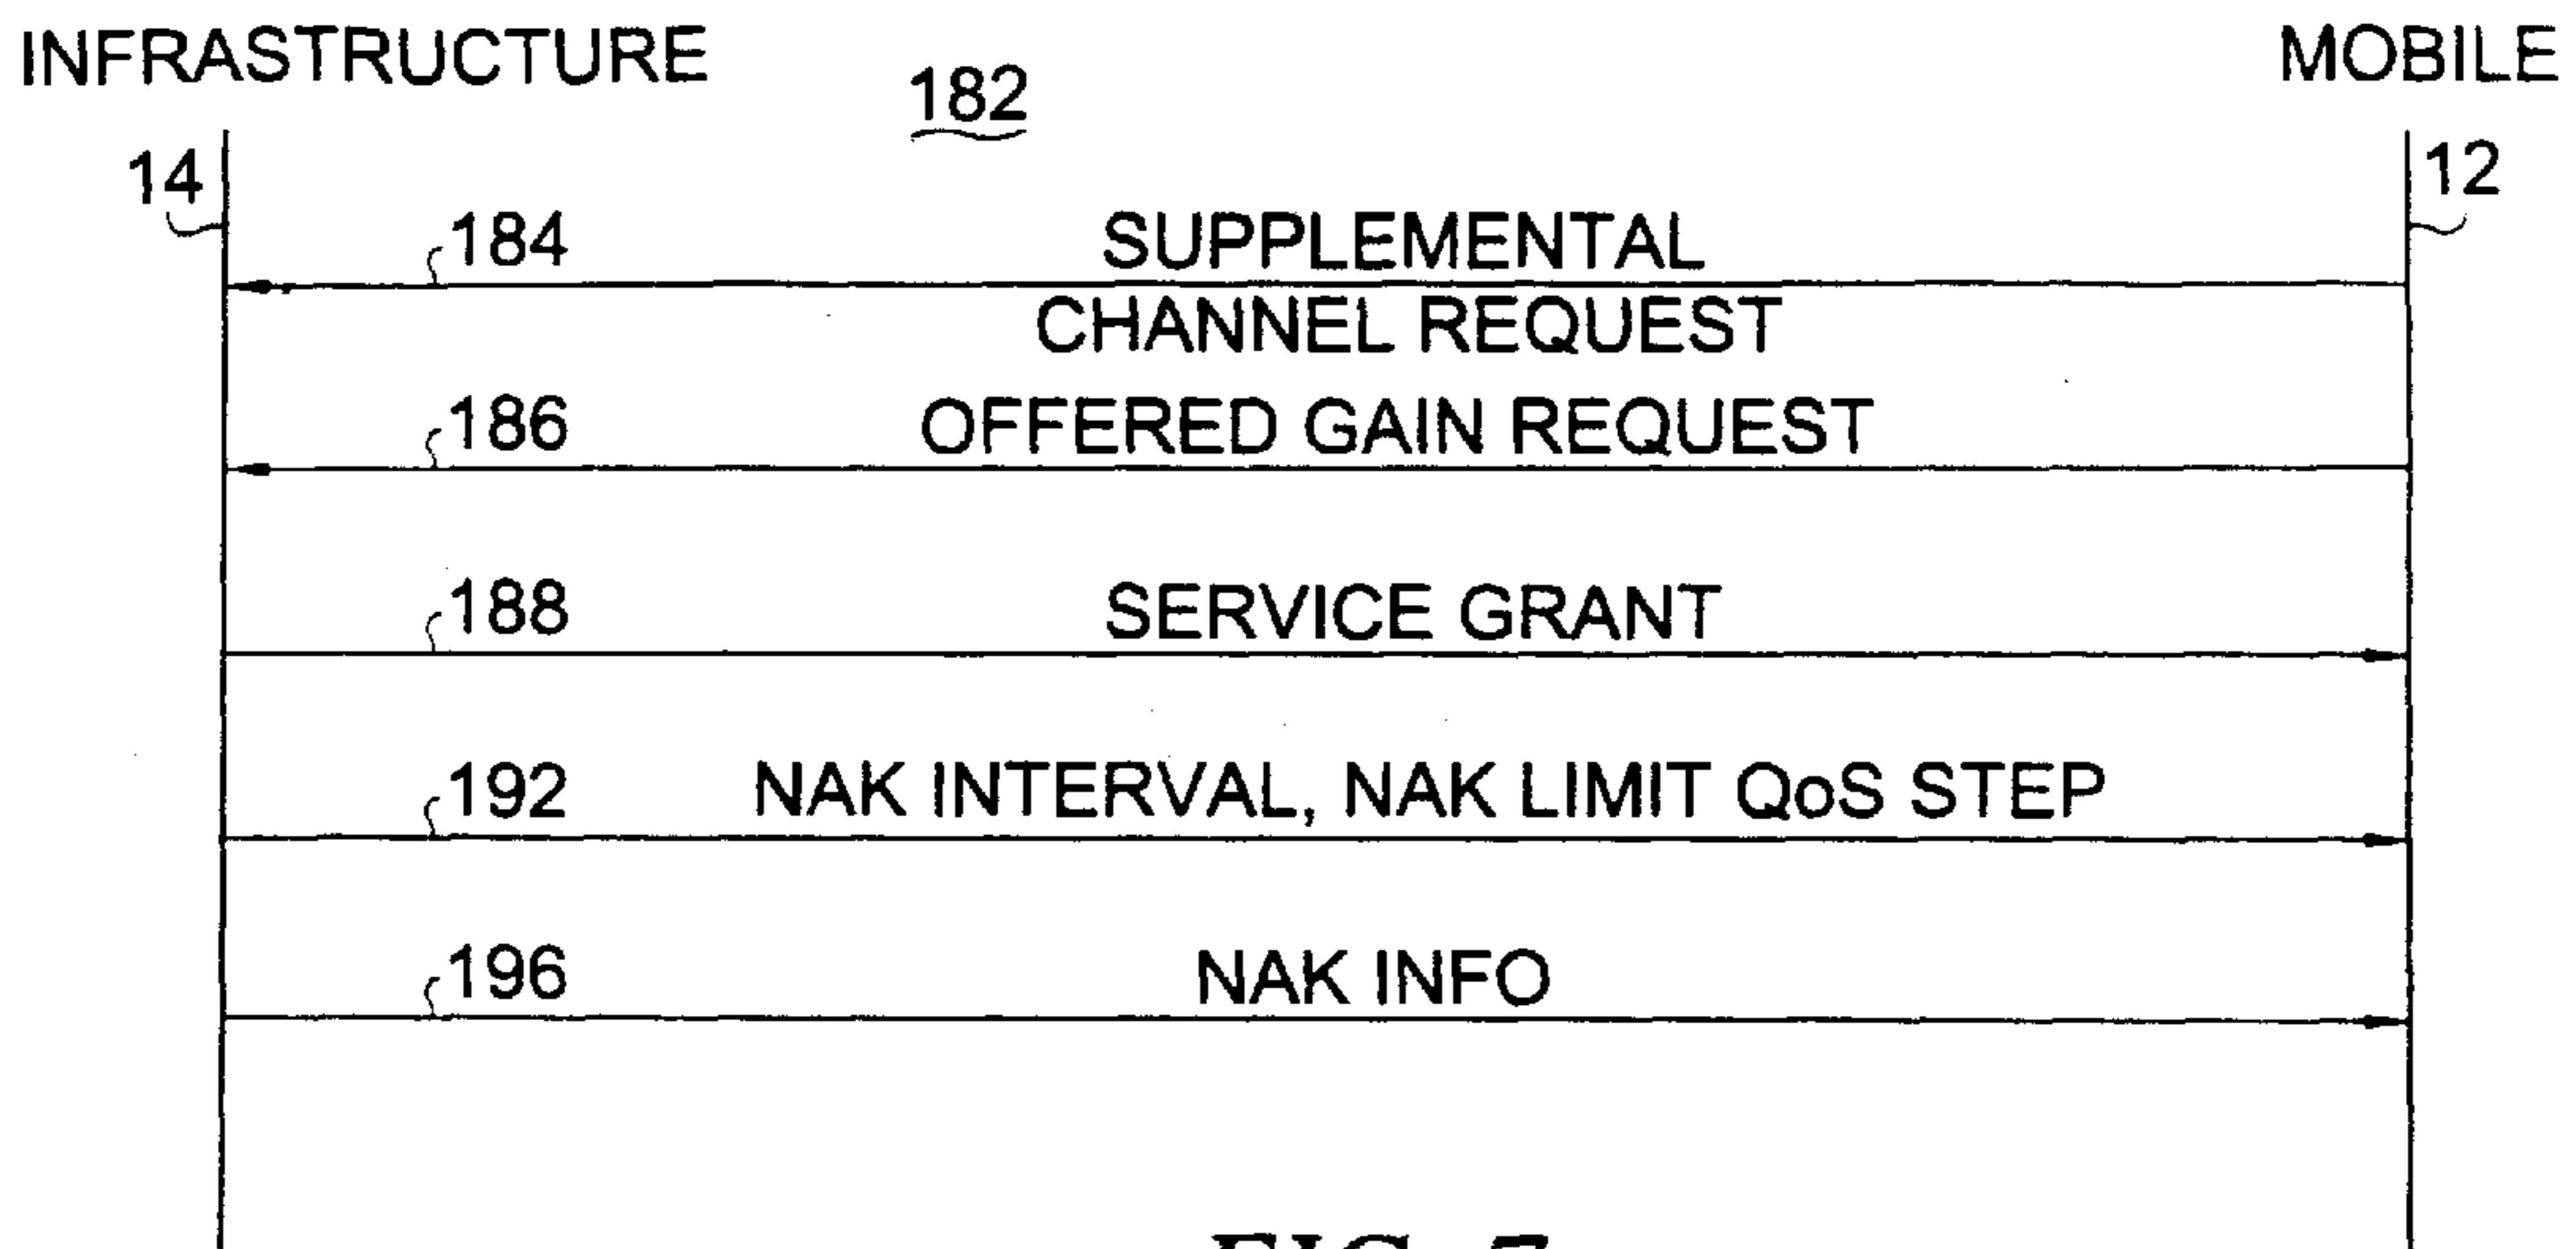 INFRASTRUCTURE
MOBILE
182
14
12
184
SUPPLEMENTAL
CHANNEL REQUEST
186
OFFERED GAIN REQUEST
188
SERVICE GRANT
192
NAK INTERVAL, NAK LIMIT QoS STEP
196
NAK INFO